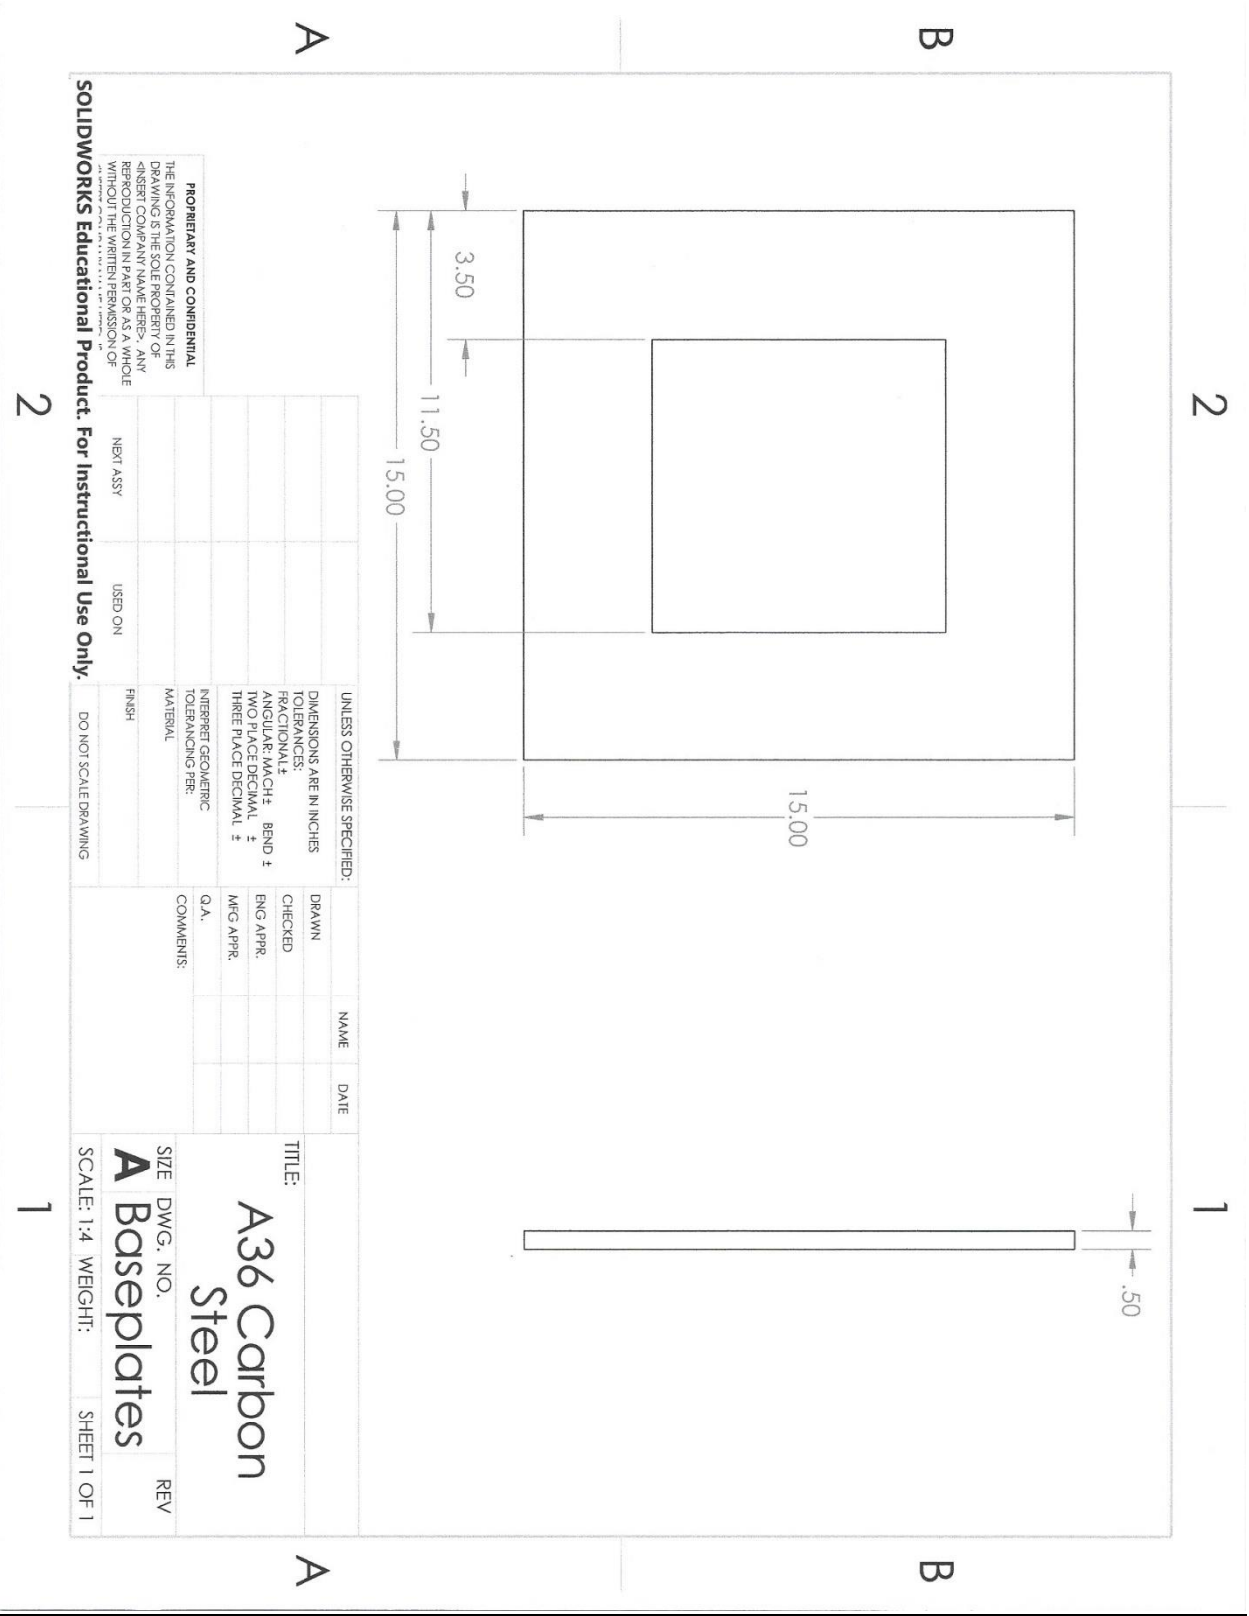 2
1
B
B
A
A
2
1
3.50
11.50
15.00
15.00
.50
PROPRIETARY AND CONFIDENTIAL
THE INFORMATION CONTAINED IN THIS
DRAWING IS THE SOLE PROPERTY OF
<INSERT COMPANY NAME HERE>. ANY
REPRODUCTION IN PART OR AS A WHOLE
WITHOUT THE WRITTEN PERMISSION OF
NEXT ASSY
USED ON
UNLESS OTHERWISE SPECIFIED:
DIMENSIONS ARE IN INCHES
TOLERANCES:
FRACTIONAL±
ANGULAR: MACH± BEND ±
TWO PLACE DECIMAL ±
THREE PLACE DECIMAL ±
INTERPRET GEOMETRIC
TOLERANCING PER:
MATERIAL
FINISH
DO NOT SCALE DRAWING
NAME
DATE
DRAWN
CHECKED
ENG APPR.
MFG APPR.
Q.A.
COMMENTS:
TITLE:
A36 Carbon
Steel
SIZE DWG. NO. REV
A Baseplates
SCALE: 1:4 WEIGHT: SHEET 1 OF 1
SOLIDWORKS Educational Product. For Instructional Use Only.